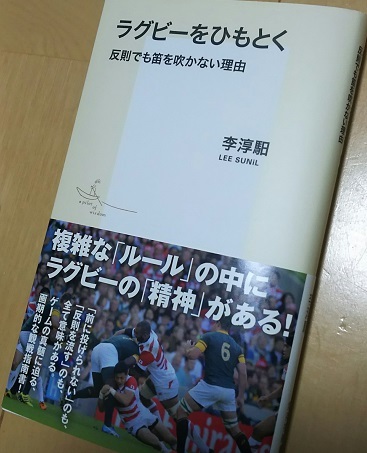 ラグビーをひもとく
反則でも笛を吹かない理由
李淳馹
LEE SUNiL
a pilot
of
wisdom
複雑な「ルール」の中に
ラグビーの「精神」がある!
「前に投げられない」のも、
「反則を流す」のも、
全て意味がある
ゲームの真髄に迫る
画期的な観戦指南書!
6